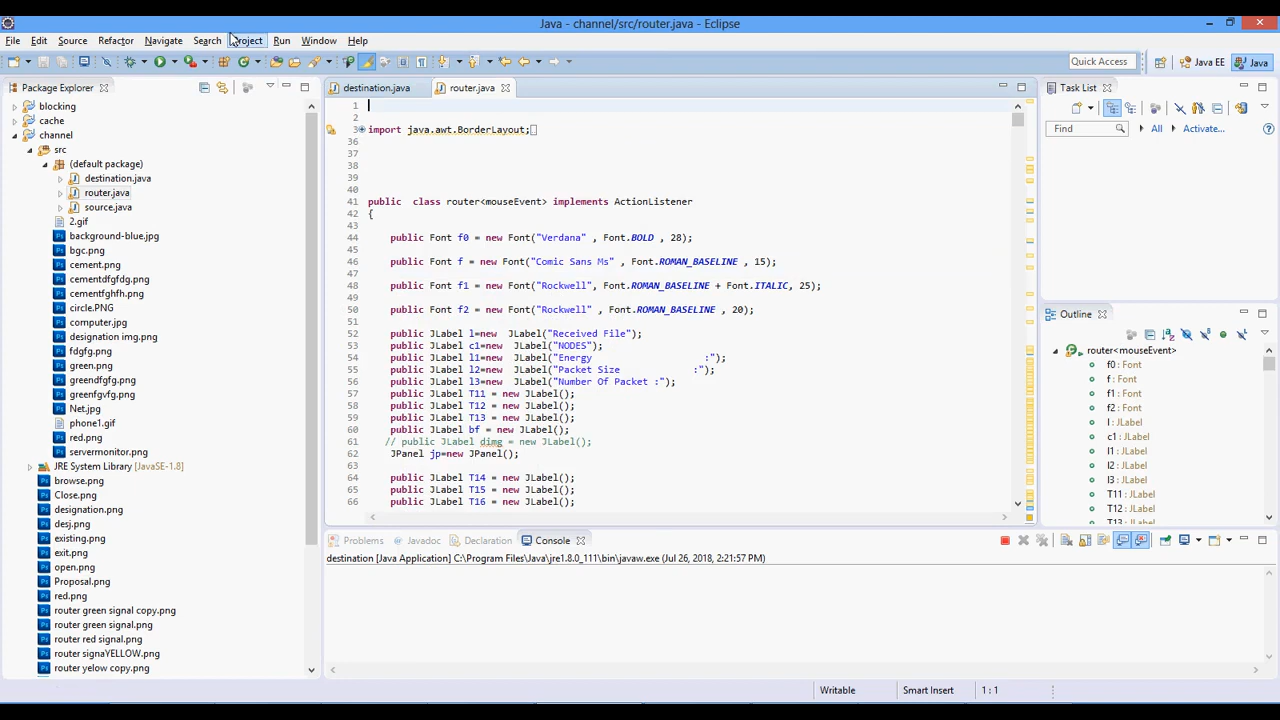 Java - channel/src/router.java - Eclipse
File Edit Source Refactor Navigate Search Project Run Window Help
Quick Access Java EE Java
Package Explorer
blocking
cache
channel
src
(default package)
destination.java
router.java
source.java
2.gif
background-blue.jpg
bgc.png
cement.png
cementdfgfdg.png
cementfghfh.png
circle.PNG
computer.jpg
designation img.png
fdgfg.png
green.png
greendfgfg.png
greenfgvfg.png
Net.jpg
phone1.gif
red.png
servermonitor.png
JRE System Library [JavaSE-1.8]
browse.png
Close.png
designation.png
desj.png
existing.png
exit.png
open.png
Proposal.png
red.png
router green signal copy.png
router green signal.png
router red signal.png
router signaYELLOW.png
router yelow copy.png
destination.java router.java
1
2
3 import java.awt.BorderLayout;
36
37
38
39
40
41 public class router<mouseEvent> implements ActionListener
42 {
43
44 public Font f0 = new Font("Verdana" , Font.BOLD , 28);
45
46 public Font f = new Font("Comic Sans Ms" , Font.ROMAN_BASELINE , 15);
47
48 public Font f1 = new Font("Rockwell", Font.ROMAN_BASELINE + Font.ITALIC, 25);
49
50 public Font f2 = new Font("Rockwell" , Font.ROMAN_BASELINE , 20);
51
52 public JLabel l=new JLabel("Received File");
53 public JLabel c1=new JLabel("NODES");
54 public JLabel l1=new JLabel("Energy :");
55 public JLabel l2=new JLabel("Packet Size :");
56 public JLabel l3=new JLabel("Number Of Packet :");
57 public JLabel T11 = new JLabel();
58 public JLabel T12 = new JLabel();
59 public JLabel T13 = new JLabel();
60 public JLabel bf = new JLabel();
61 // public JLabel dimg = new JLabel();
62 JPanel jp=new JPanel();
63
64 public JLabel T14 = new JLabel();
65 public JLabel T15 = new JLabel();
66 public JLabel T16 = new JLabel();
Task List
Find All Activate...
Outline
router<mouseEvent>
f0 : Font
f : Font
f1 : Font
f2 : Font
l : JLabel
c1 : JLabel
l1 : JLabel
l2 : JLabel
l3 : JLabel
T11 : JLabel
T12 : JLabel
T13 : JLabel
Problems Javadoc Declaration Console
destination [Java Application] C:\Program Files\Java\jre1.8.0_111\bin\javaw.exe (Jul 26, 2018, 2:21:57 PM)
Writable Smart Insert 1 : 1